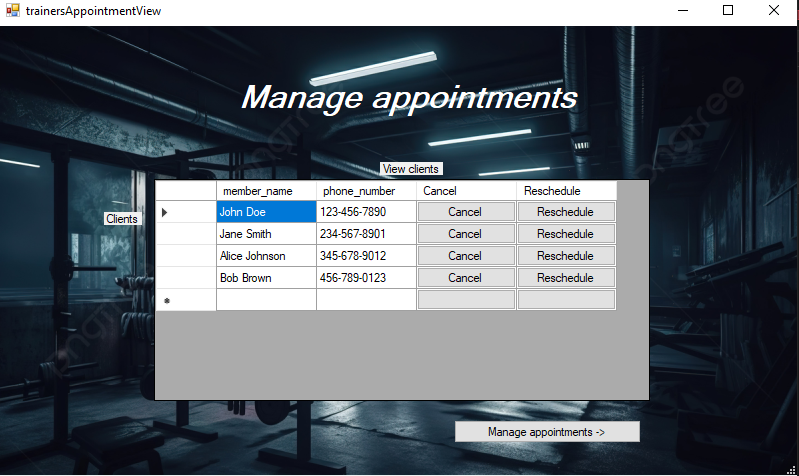 trainersAppointmentView
Manage appointments
View clients
member_name phone_number Cancel Reschedule
Clients
John Doe 123-456-7890 Cancel Reschedule
Jane Smith 234-567-8901 Cancel Reschedule
Alice Johnson 345-678-9012 Cancel Reschedule
Bob Brown 456-789-0123 Cancel Reschedule
Manage appointments ->